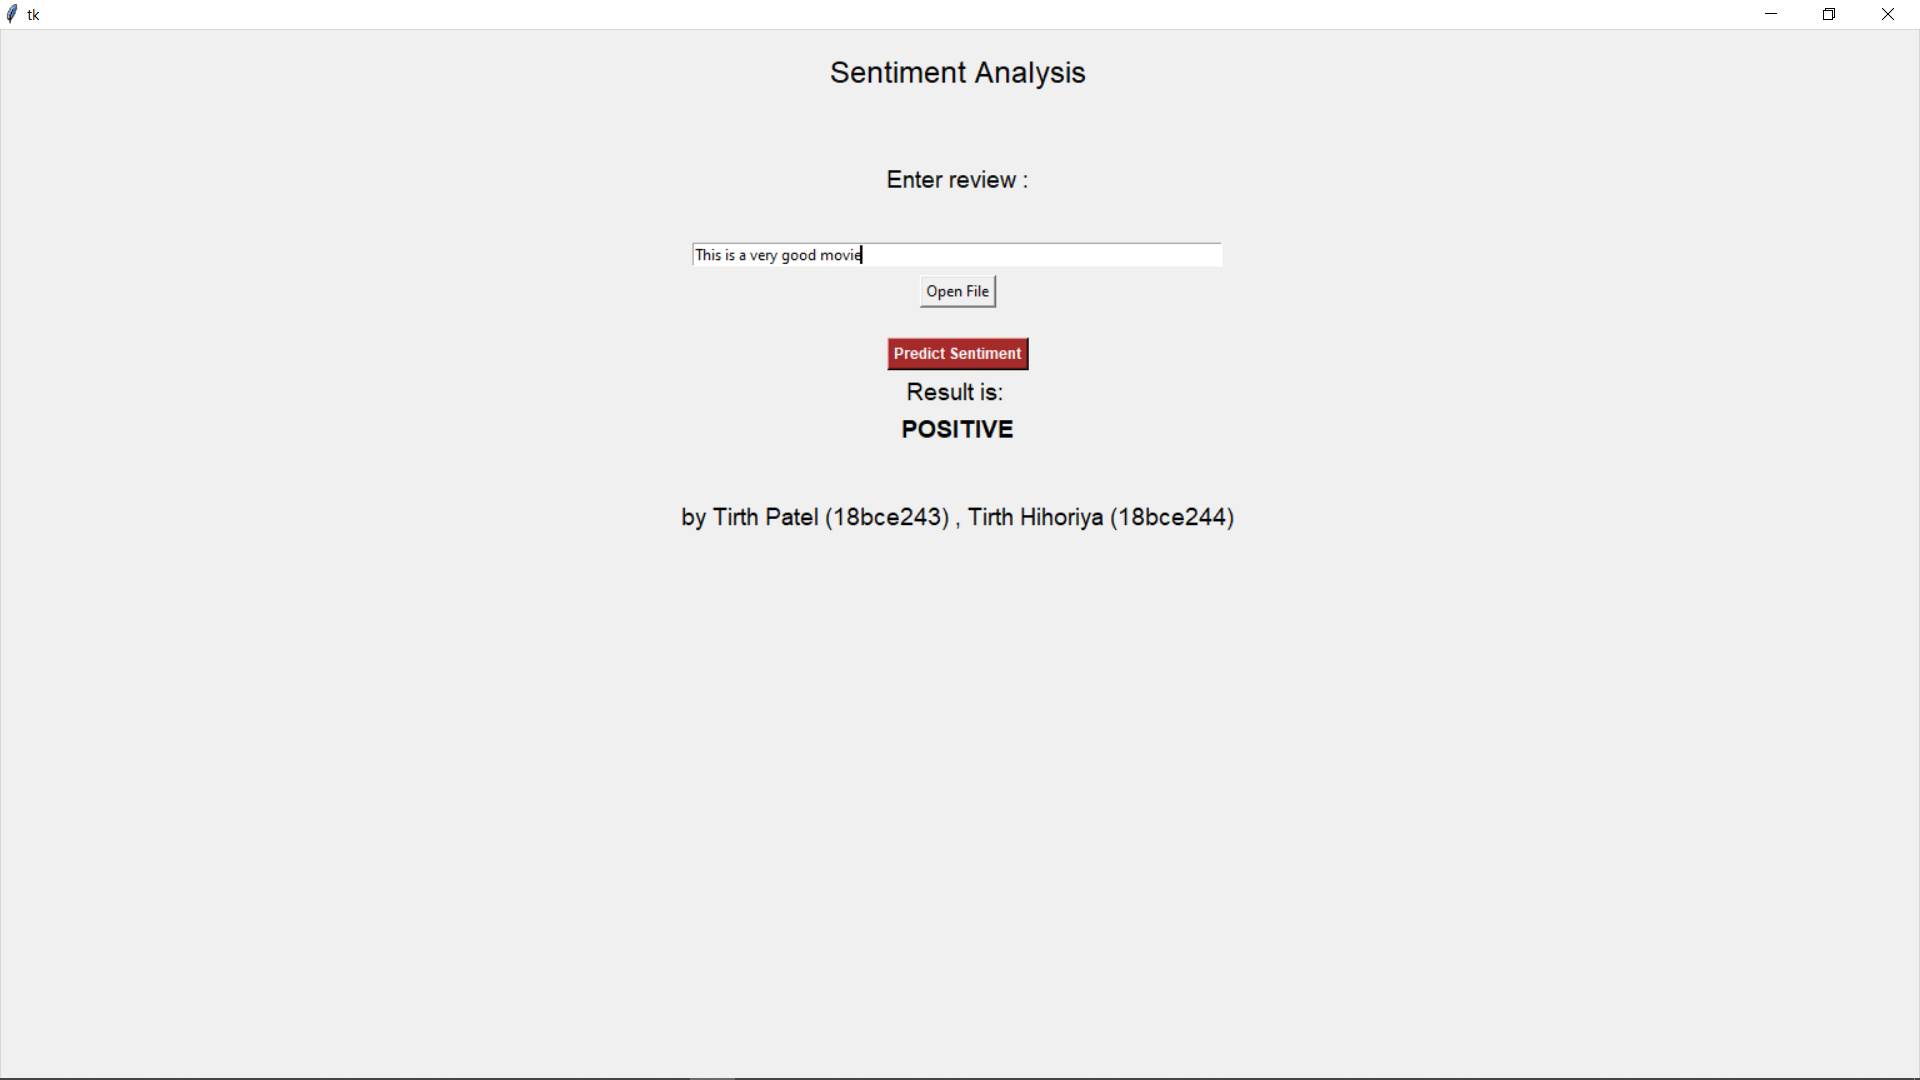 tk
Sentiment Analysis
Enter review :
This is a very good movie
Open File
Predict Sentiment
Result is:
POSITIVE
by Tirth Patel (18bce243) , Tirth Hihoriya (18bce244)